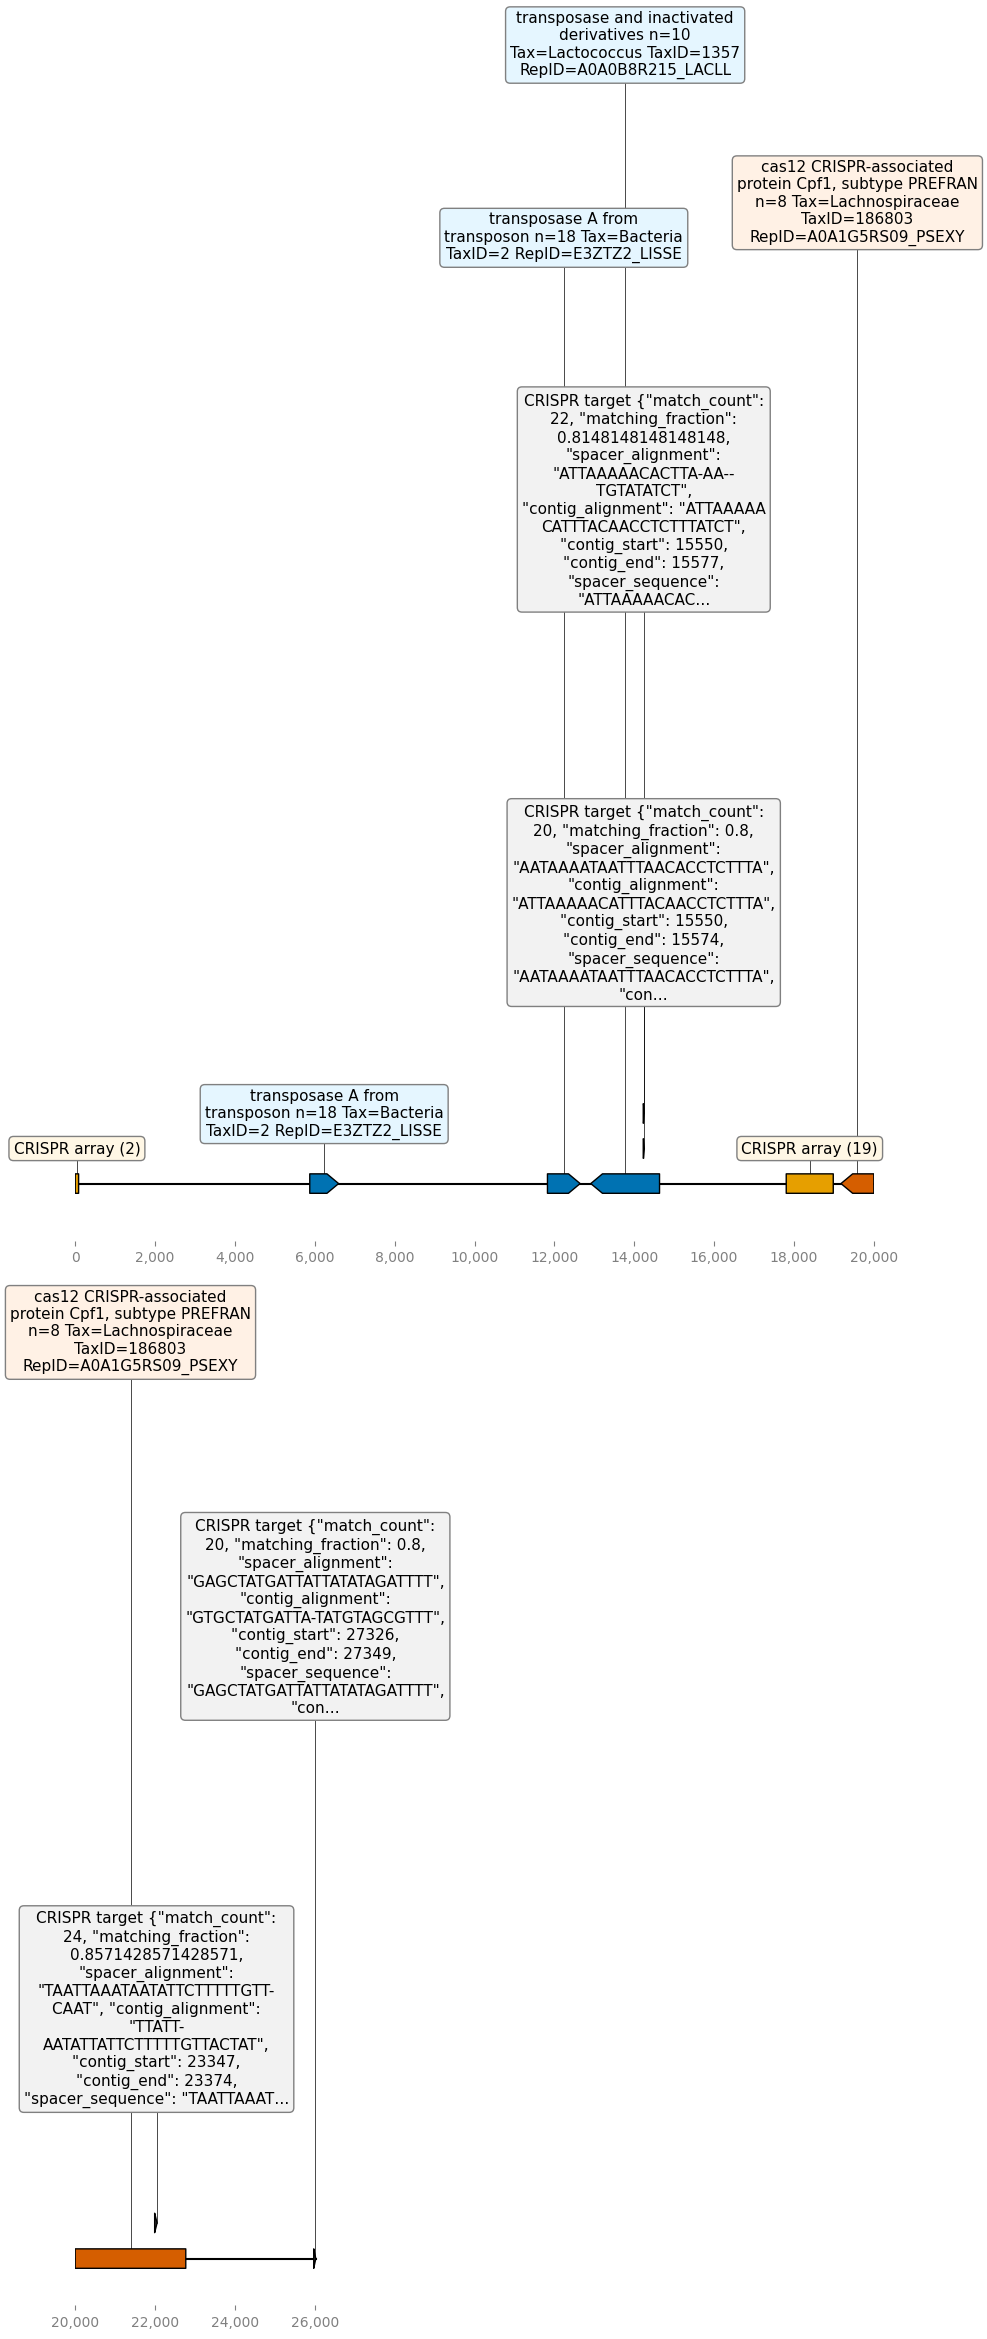 transposase and inactivated
derivatives n=10
Tax=Lactococcus TaxID=1357
RepID=A0A0B8R215_LACLL
cas12 CRISPR-associated
protein Cpf1, subtype PREFRAN
n=8 Tax=Lachnospiraceae
TaxID=186803
RepID=A0A1G5RS09_PSEXY
transposase A from
transposon n=18 Tax=Bacteria
TaxID=2 RepID=E3ZTZ2_LISSE
CRISPR target {"match_count":
22, "matching_fraction":
0.8148148148148148,
"spacer_alignment":
"ATTAAAAACACTTA-AA--
TGTATATCT",
"contig_alignment": "ATTAAAAA
CATTTACAACCTCTTTATCT",
"contig_start": 15550,
"contig_end": 15577,
"spacer_sequence":
"ATTAAAAACAC...
CRISPR target {"match_count":
20, "matching_fraction": 0.8,
"spacer_alignment":
"AATAAAATAATTTAACACCTCTTTA",
"contig_alignment":
"ATTAAAAACATTTACAACCTCTTTA",
"contig_start": 15550,
"contig_end": 15574,
"spacer_sequence":
"AATAAAATAATTTAACACCTCTTTA",
"con...
transposase A from
transposon n=18 Tax=Bacteria
TaxID=2 RepID=E3ZTZ2_LISSE
CRISPR array (2)
CRISPR array (19)
0
2,000
4,000
6,000
8,000
10,000
12,000
14,000
16,000
18,000
20,000
cas12 CRISPR-associated
protein Cpf1, subtype PREFRAN
n=8 Tax=Lachnospiraceae
TaxID=186803
RepID=A0A1G5RS09_PSEXY
CRISPR target {"match_count":
20, "matching_fraction": 0.8,
"spacer_alignment":
"GAGCTATGATTATTATATAGATTTT",
"contig_alignment":
"GTGCTATGATTA-TATGTAGCGTTT",
"contig_start": 27326,
"contig_end": 27349,
"spacer_sequence":
"GAGCTATGATTATTATATAGATTTT",
"con...
CRISPR target {"match_count":
24, "matching_fraction":
0.8571428571428571,
"spacer_alignment":
"TAATTAAATAATATTCTTTTTGTT-
CAAT", "contig_alignment":
"TTATT-
AATATTATTCTTTTTGTTACTAT",
"contig_start": 23347,
"contig_end": 23374,
"spacer_sequence": "TAATTAAAT...
20,000
22,000
24,000
26,000